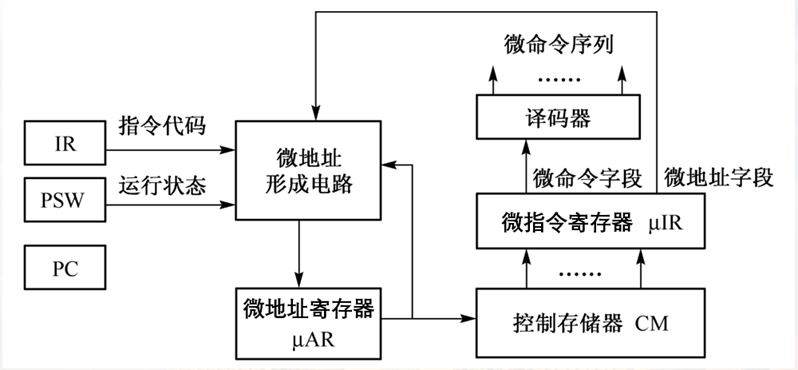 微命令序列
……
译码器
IR
指令代码
微地址
形成电路
PSW
运行状态
微命令字段
微地址字段
微指令寄存器 μIR
PC
……
微地址寄存器
μAR
控制存储器 CM